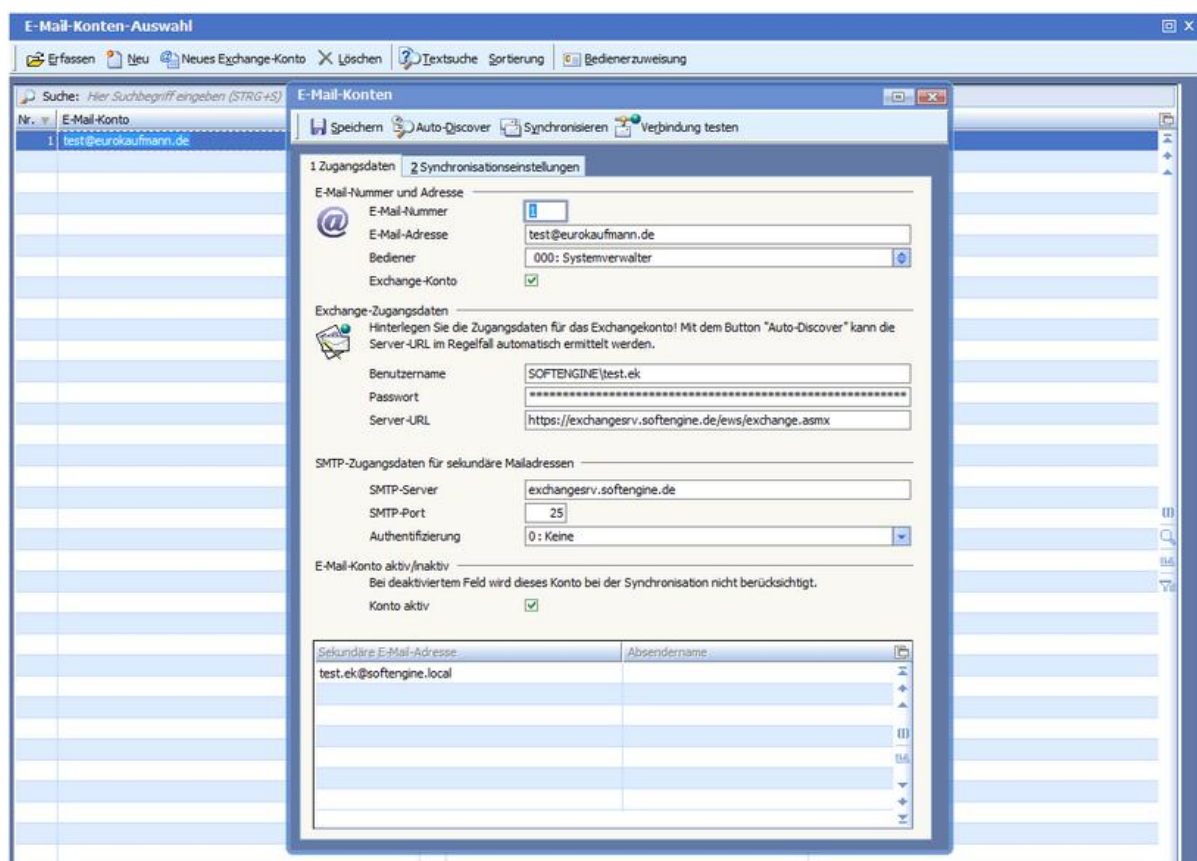 E-Mail-Konten-Auswahl
Erfassen Neu Neues Exchange-Konto Löschen Textsuche Sortierung Bedienerzuweisung
Suche: Hier Suchbegriff eingeben (STRG+S)
Nr. E-Mail-Konto
1 test@eurokaufmann.de
E-Mail-Konten
Speichern Auto-Discover Synchronisieren Verbindung testen
1 Zugangsdaten 2 Synchronisationseinstellungen
E-Mail-Nummer und Adresse
E-Mail-Nummer 1
E-Mail-Adresse test@eurokaufmann.de
Bediener 000: Systemverwalter
Exchange-Konto
Exchange-Zugangsdaten
Hinterlegen Sie die Zugangsdaten für das Exchangekonto! Mit dem Button "Auto-Discover" kann die
Server-URL im Regelfall automatisch ermittelt werden.
Benutzername SOFTENGINE\test.ek
Passwort
Server-URL https://exchangesrv.softengine.de/ews/exchange.asmx
SMTP-Zugangsdaten für sekundäre Mailadressen
SMTP-Server exchangesrv.softengine.de
SMTP-Port 25
Authentifizierung 0 : Keine
E-Mail-Konto aktiv/inaktiv
Bei deaktiviertem Feld wird dieses Konto bei der Synchronisation nicht berücksichtigt.
Konto aktiv
Sekundäre E-Mail-Adresse Absendername
test.ek@softengine.local